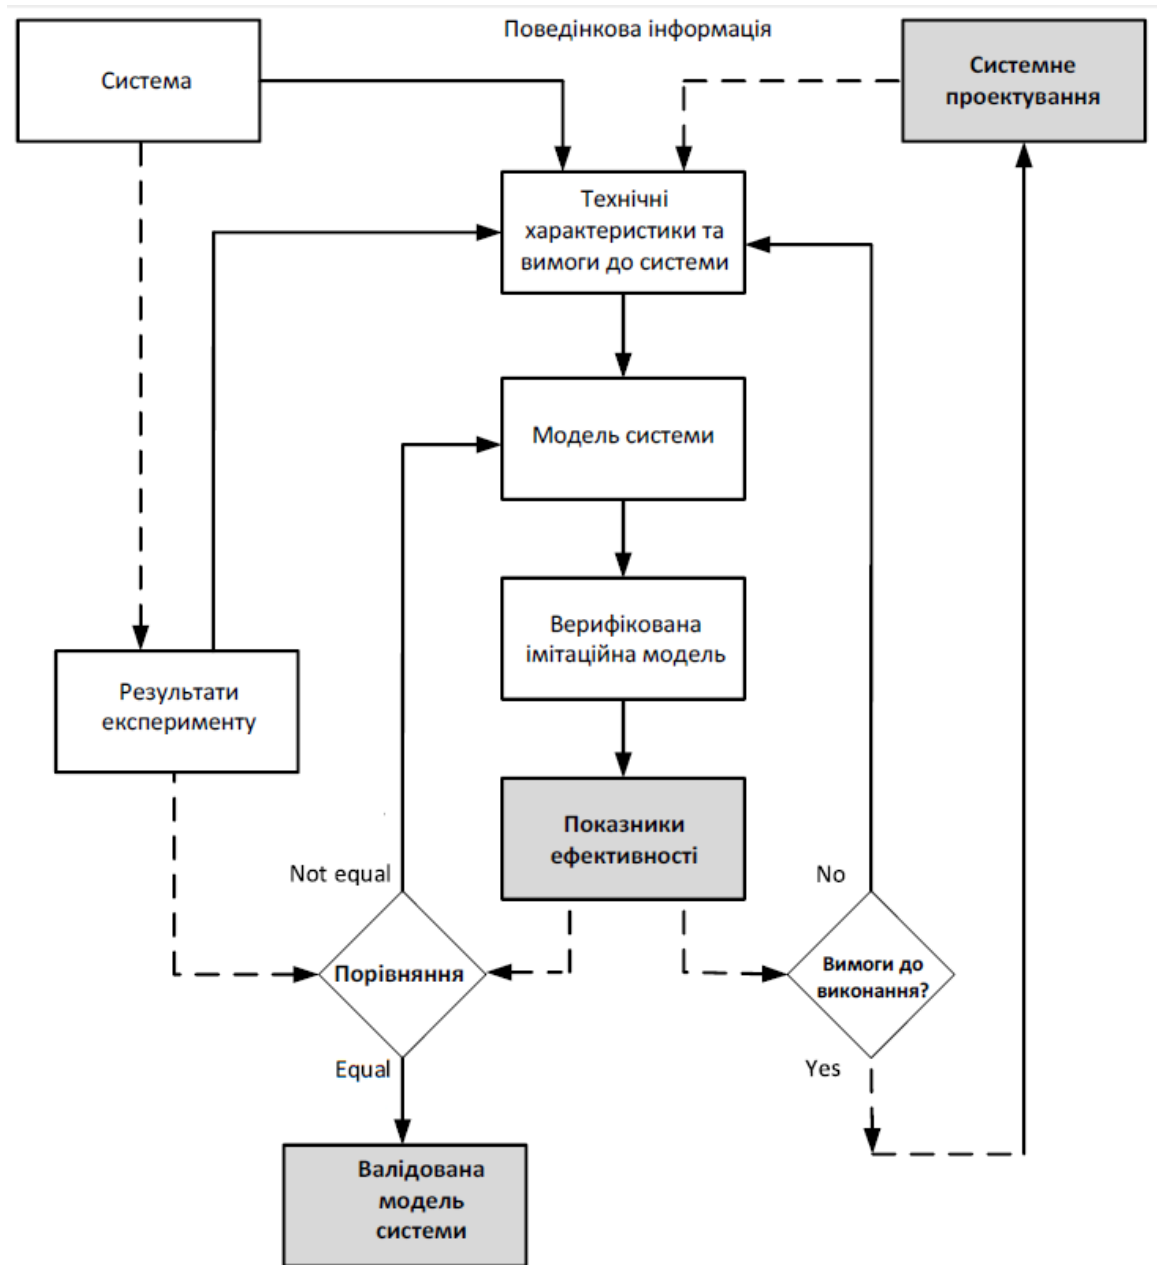 Поведінкова інформація
Система
Системне
проектування
Технічні
характеристики та
вимоги до системи
Модель системи
Верифікована
імітаційна модель
Результати
експерименту
Показники
ефективності
Not equal
No
Порівняння
Вимоги до
виконання?
Equal
Yes
Валідована
модель
системи